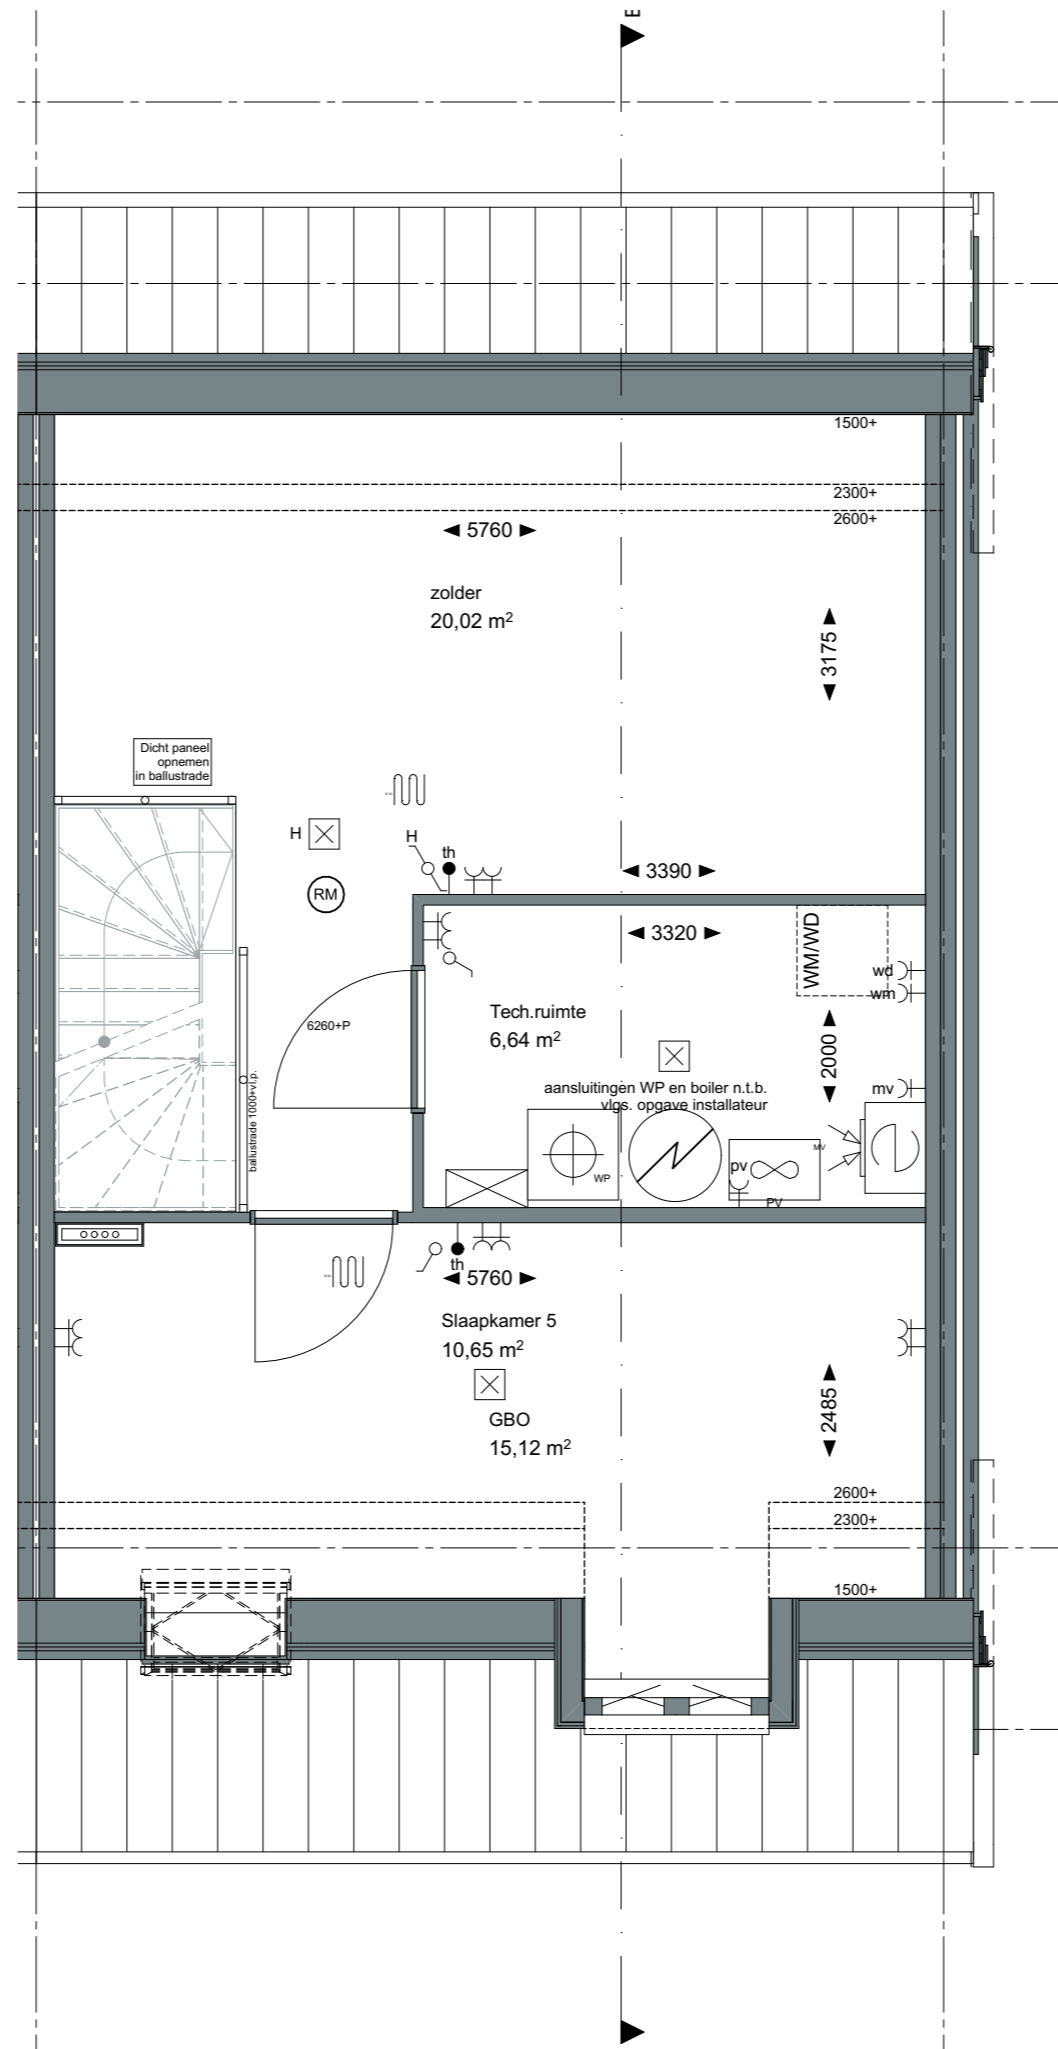 E
1500+
2300+
2600+
5760
zolder
20,02 m²
3175
Dicht paneel
opnemen
in ballustrade
H
H
th
RM
3390
3320
WM/WD
wd
wm
6260+P
Tech.ruimte
6,64 m²
2000
aansluitingen WP en boiler n.t.b.
vlgs. opgave installateur
mv
ballustrade 1000+vl.p.
WP
pv
MV
PV
th
5760
Slaapkamer 5
10,65 m²
2485
GBO
15,12 m²
2600+
2300+
1500+